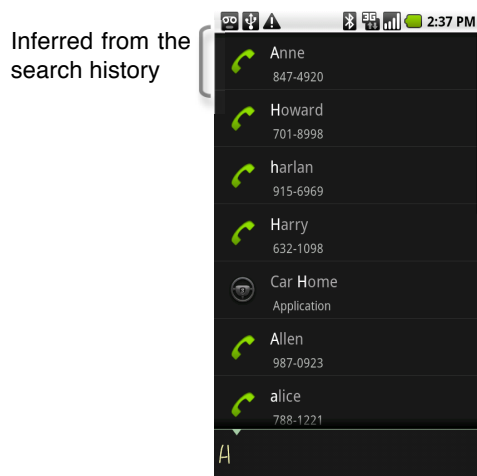 Inferred from the
search history
3G
2:37 PM
Anne
847-4920
Howard
701-8998
harlan
915-6969
Harry
632-1098
Car Home
Application
Allen
987-0923
alice
788-1221
H